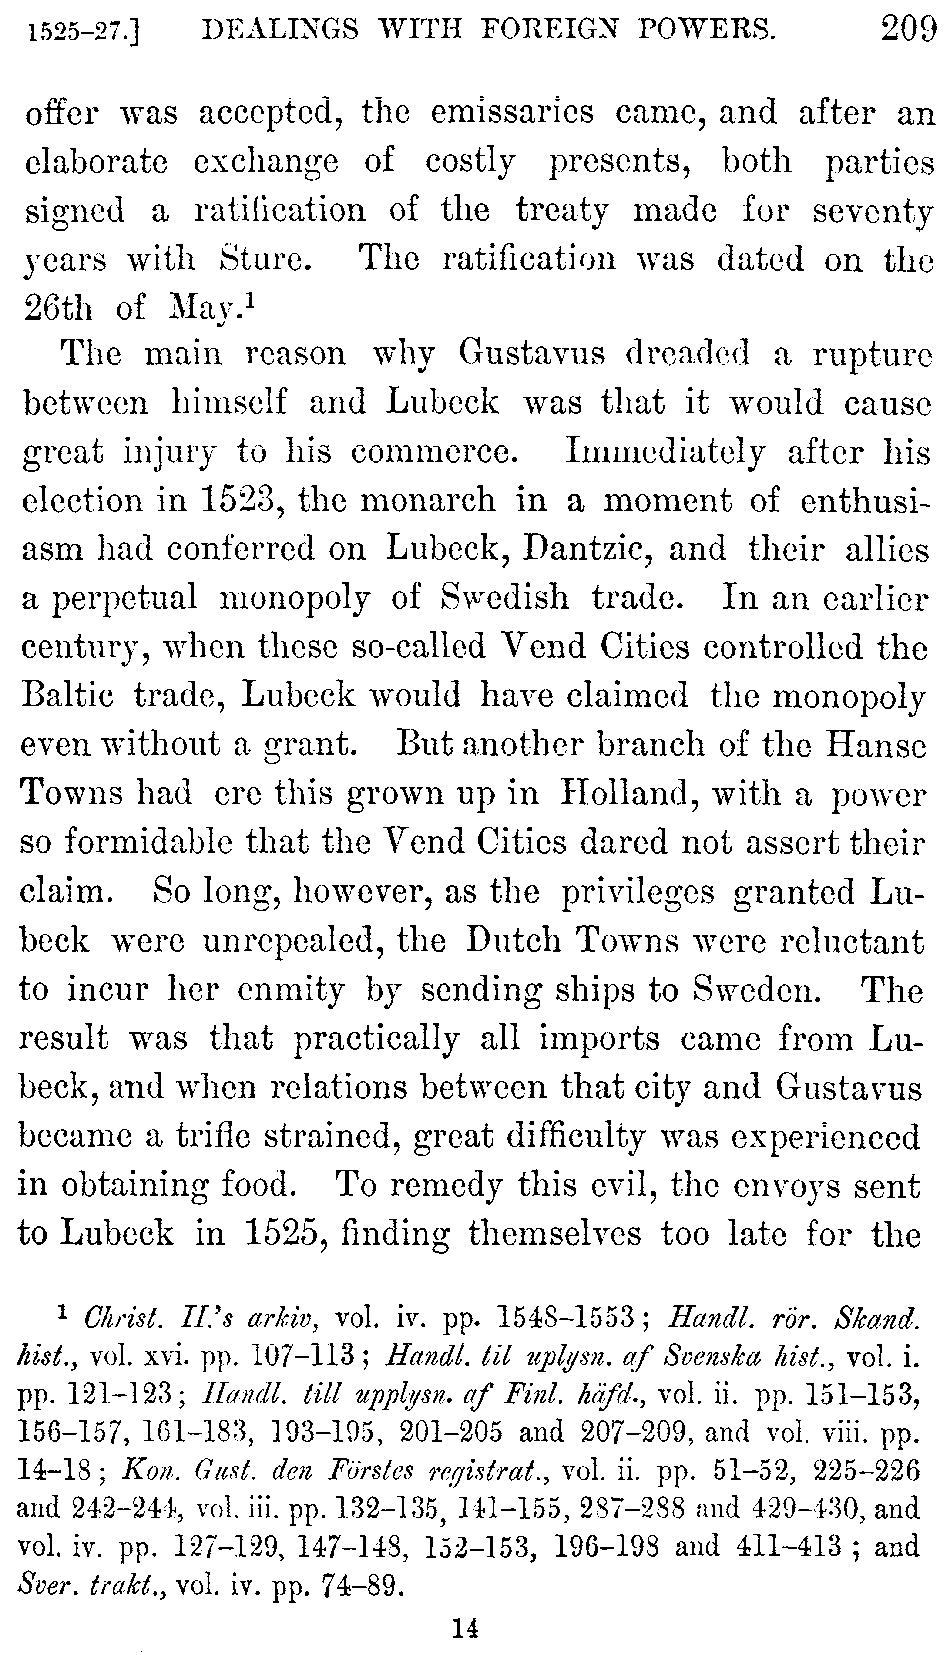 1525–27.] DEALINGS WITH FOREIGN POWERS. 209
offer was accepted, the emissaries came, and after an
elaborate exchange of costly presents, both parties
signed a ratification of the treaty made for seventy
years with Sture. The ratification was dated on the
26th of May.¹
The main reason why Gustavus dreaded a rupture
between himself and Lubeck was that it would cause
great injury to his commerce. Immediately after his
election in 1523, the monarch in a moment of enthusi-
asm had conferred on Lubeck, Dantzic, and their allies
a perpetual monopoly of Swedish trade. In an earlier
century, when these so-called Vend Cities controlled the
Baltic trade, Lubeck would have claimed the monopoly
even without a grant. But another branch of the Hanse
Towns had ere this grown up in Holland, with a power
so formidable that the Vend Cities dared not assert their
claim. So long, however, as the privileges granted Lu-
beck were unrepealed, the Dutch Towns were reluctant
to incur her enmity by sending ships to Sweden. The
result was that practically all imports came from Lu-
beck, and when relations between that city and Gustavus
became a trifle strained, great difficulty was experienced
in obtaining food. To remedy this evil, the envoys sent
to Lubeck in 1525, finding themselves too late for the
¹ Christ. II.'s arkiv, vol. iv. pp. 1548–1553; Handl. rör. Skand.
hist., vol. xvi. pp. 107–113; Handl. til uplysn. af Svenska hist., vol. i.
pp. 121–123; Handl. till upplysn. af Finl. häfd., vol. ii. pp. 151–153,
156–157, 161–183, 193–195, 201–205 and 207–209, and vol. viii. pp.
14–18; Kon. Gust. den Förstes registrat., vol. ii. pp. 51–52, 225–226
and 242–244, vol. iii. pp. 132–135, 141–155, 287–288 and 429–430, and
vol. iv. pp. 127–129, 147–148, 152–153, 196–198 and 411–413; and
Sver. trakt., vol. iv. pp. 74–89.
14